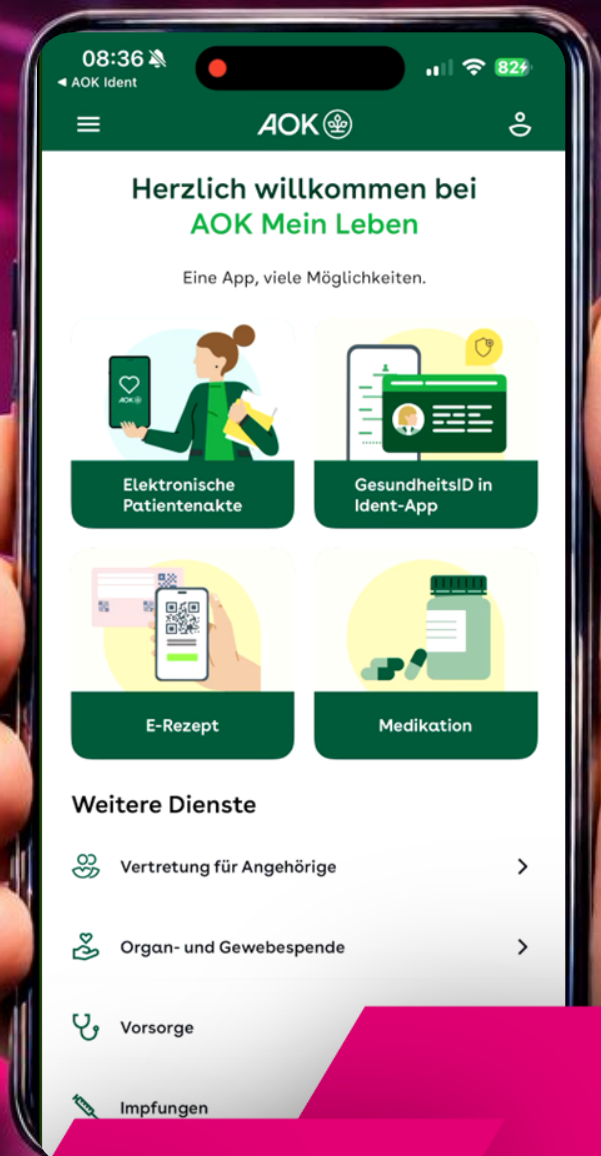 08:36
82
◄ AOK Ident
AOK
Herzlich willkommen bei
AOK Mein Leben
Eine App, viele Möglichkeiten.
AOK
Elektronische
Patientenakte
GesundheitsID in
Ident-App
E-Rezept
Medikation
Weitere Dienste
Vertretung für Angehörige
Organ- und Gewebespende
Vorsorge
Impfungen